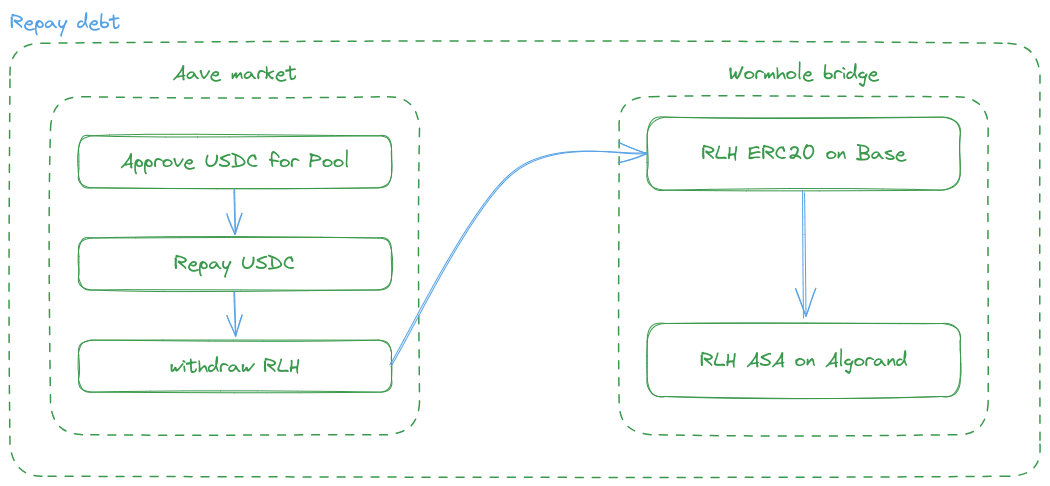 Repay debt
Aave market
Approve USDC for Pool
Repay USDC
withdraw RLH
Wormhole bridge
RLH ERC20 on Base
RLH ASA on Algorand